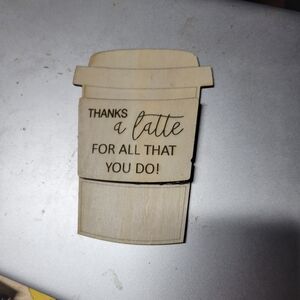 THANKS
a latte
FOR ALL THAT
YOU DO!